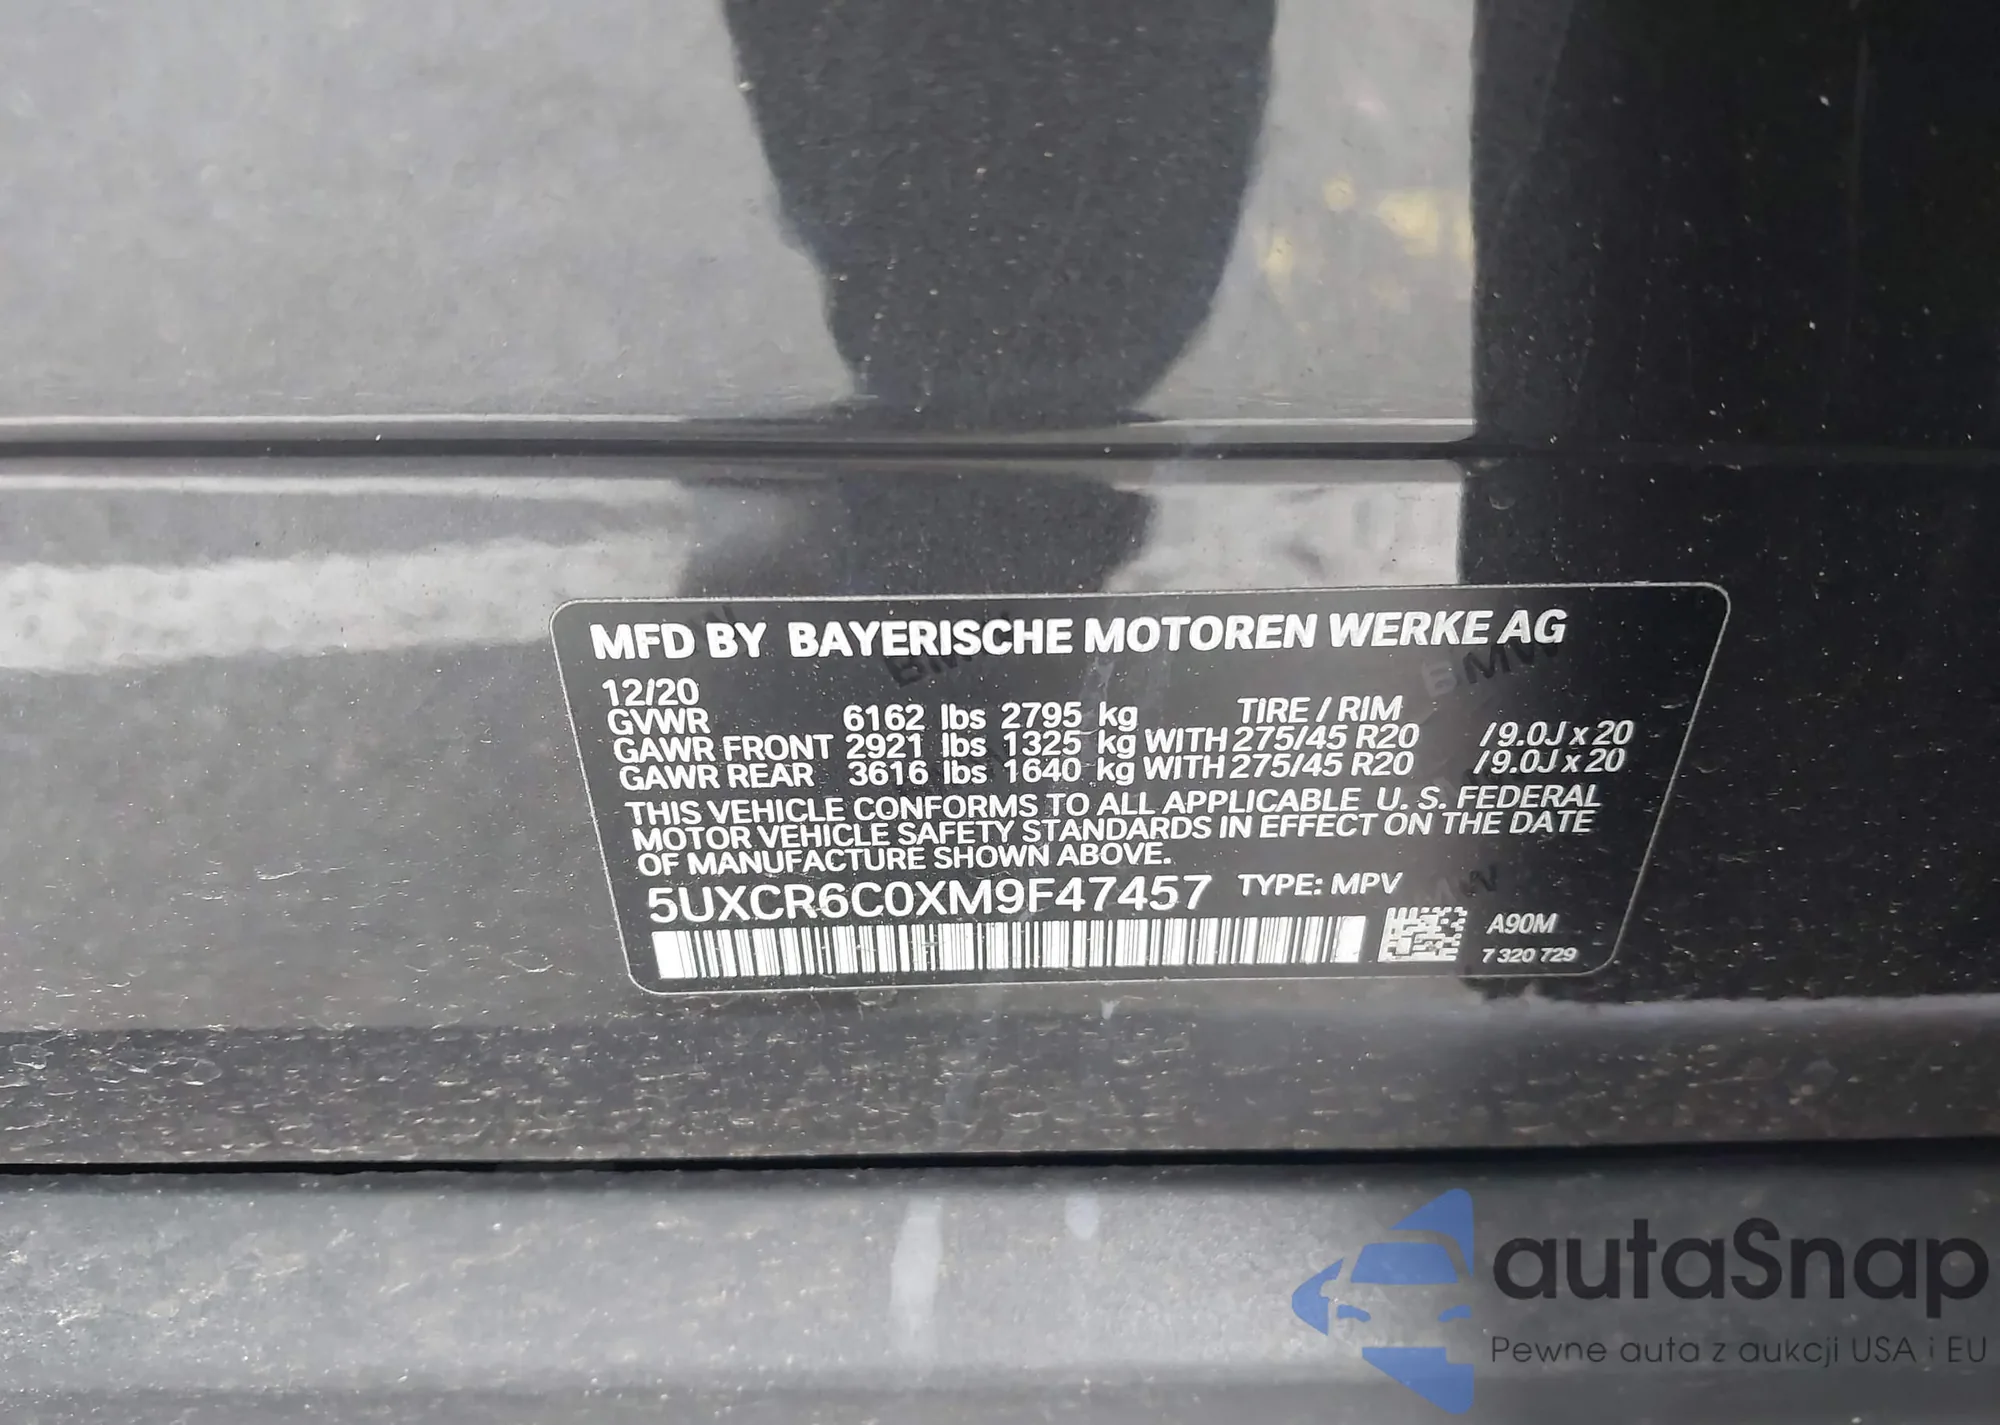 MFD BY BAYERISCHE MOTOREN WERKE AG
12/20
GVWR 6162 lbs 2795 kg TIRE / RIM
GAWR FRONT 2921 lbs 1325 kg WITH 275/45 R20 /9.0J x 20
GAWR REAR 3616 lbs 1640 kg WITH 275/45 R20 /9.0J x 20
THIS VEHICLE CONFORMS TO ALL APPLICABLE U. S. FEDERAL
MOTOR VEHICLE SAFETY STANDARDS IN EFFECT ON THE DATE
OF MANUFACTURE SHOWN ABOVE.
5UXCR6C0XM9F47457 TYPE: MPV
A90M
7 320 729
BMW
BMW
autaSnap
Pewne auta z aukcji USA i EU